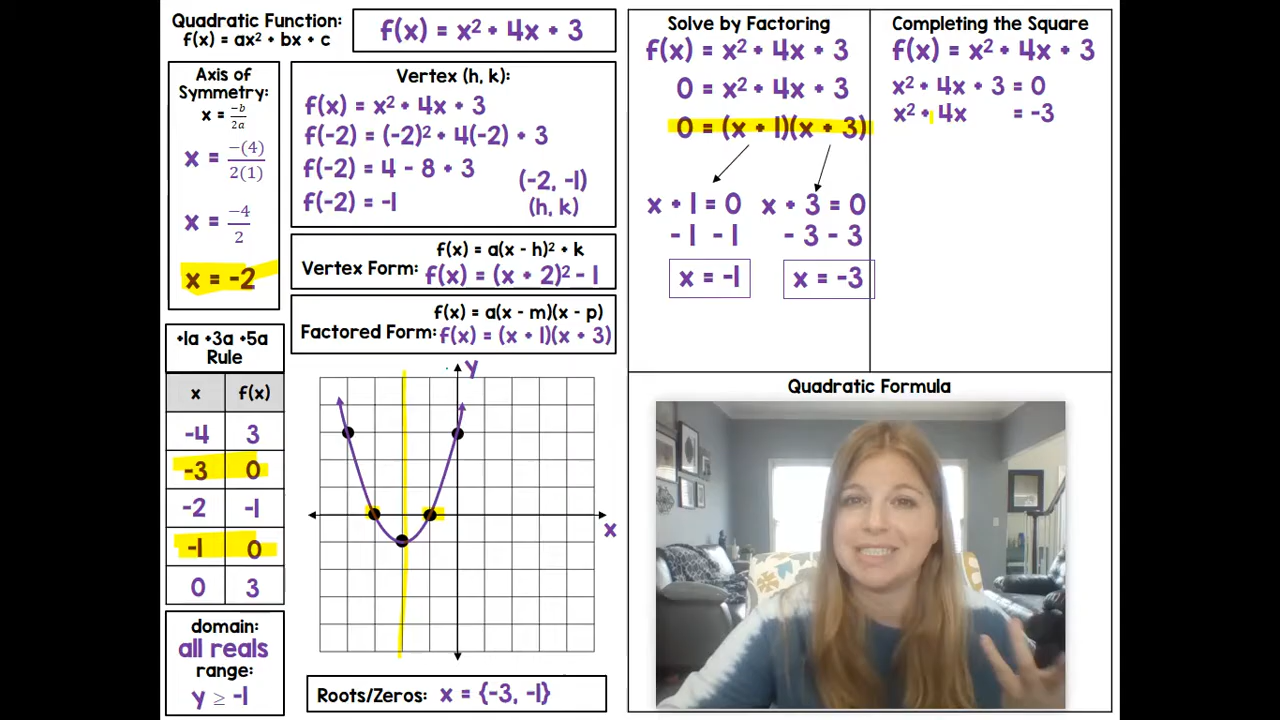 Quadratic Function:
f(x) = ax² + bx + c
f(x) = x² + 4x + 3
Axis of
Symmetry:
x = -b/2a
x = -(4)/2(1)
x = -4/2
x = -2
Vertex (h, k):
f(x) = x² + 4x + 3
f(-2) = (-2)² + 4(-2) + 3
f(-2) = 4 - 8 + 3
f(-2) = -1
(-2, -1)
(h, k)
f(x) = a(x - h)² + k
Vertex Form: f(x) = (x + 2)² - 1
f(x) = a(x - m)(x - p)
Factored Form: f(x) = (x + 1)(x + 3)
+1a +3a +5a
Rule
x f(x)
-4 3
-3 0
-2 -1
-1 0
0 3
domain:
all reals
range:
y ≥ -1
y
x
Roots/Zeros: x = {-3, -1}
Solve by Factoring
f(x) = x² + 4x + 3
0 = x² + 4x + 3
0 = (x + 1)(x + 3)
x + 1 = 0 x + 3 = 0
- 1 - 1 - 3 - 3
x = -1 x = -3
Completing the Square
f(x) = x² + 4x + 3
x² + 4x + 3 = 0
x² + 4x = -3
Quadratic Formula